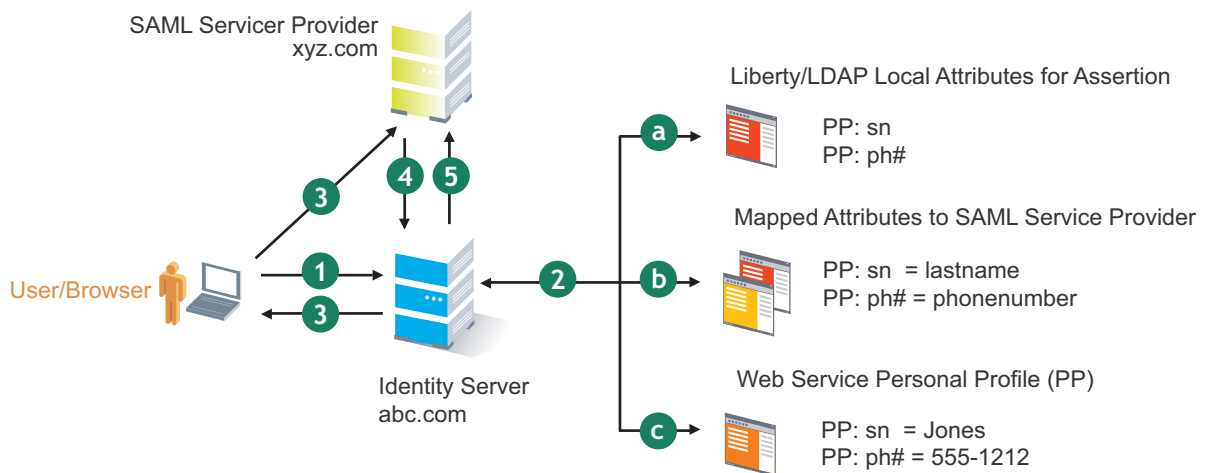 SAML Servicer Provider
xyz.com
Liberty/LDAP Local Attributes for Assertion
a
PP: sn
PP: ph#
3
4
5
Mapped Attributes to SAML Service Provider
User/Browser
1
2
b
PP: sn = lastname
PP: ph# = phonenumber
3
Identity Server
abc.com
Web Service Personal Profile (PP)
c
PP: sn = Jones
PP: ph# = 555-1212